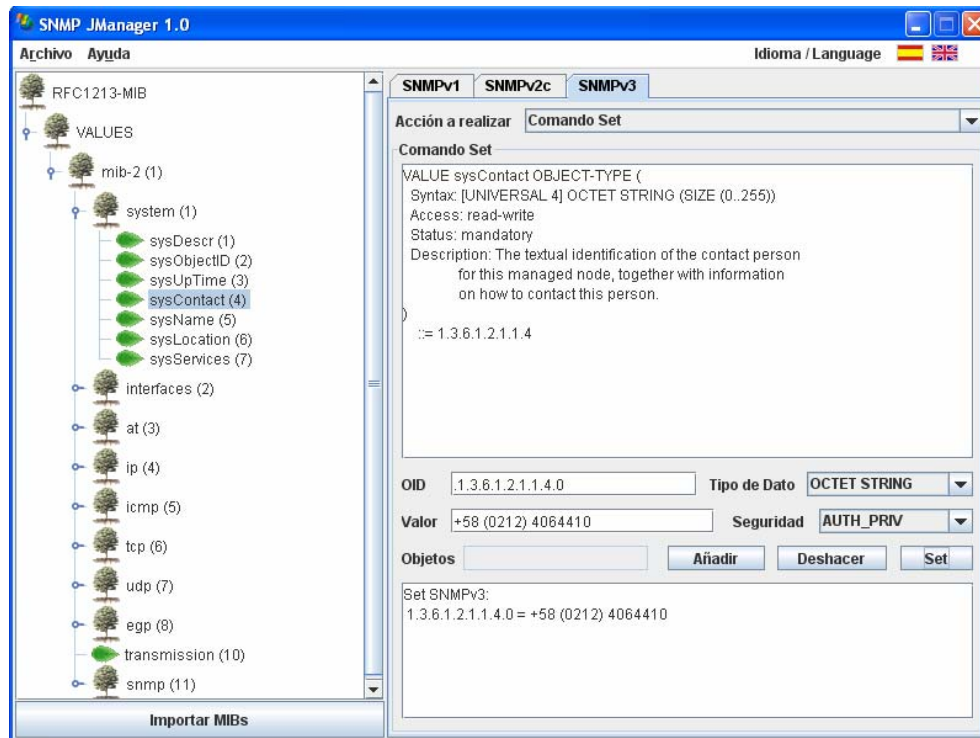 SNMP JManager 1.0
Archivo Ayuda
Idioma / Language
RFC1213-MIB
VALUES
mib-2 (1)
system (1)
sysDescr (1)
sysObjectID (2)
sysUpTime (3)
sysContact (4)
sysName (5)
sysLocation (6)
sysServices (7)
interfaces (2)
at (3)
ip (4)
icmp (5)
tcp (6)
udp (7)
egp (8)
transmission (10)
snmp (11)
Importar MIBs
SNMPv1 SNMPv2c SNMPv3
Acción a realizar Comando Set
Comando Set
VALUE sysContact OBJECT-TYPE (
Syntax: [UNIVERSAL 4] OCTET STRING (SIZE (0..255))
Access: read-write
Status: mandatory
Description: The textual identification of the contact person
for this managed node, together with information
on how to contact this person.
)
::= 1.3.6.1.2.1.1.4
OID .1.3.6.1.2.1.1.4.0 Tipo de Dato OCTET STRING
Valor +58 (0212) 4064410 Seguridad AUTH_PRIV
Objetos Añadir Deshacer Set
Set SNMPv3:
1.3.6.1.2.1.1.4.0 = +58 (0212) 4064410